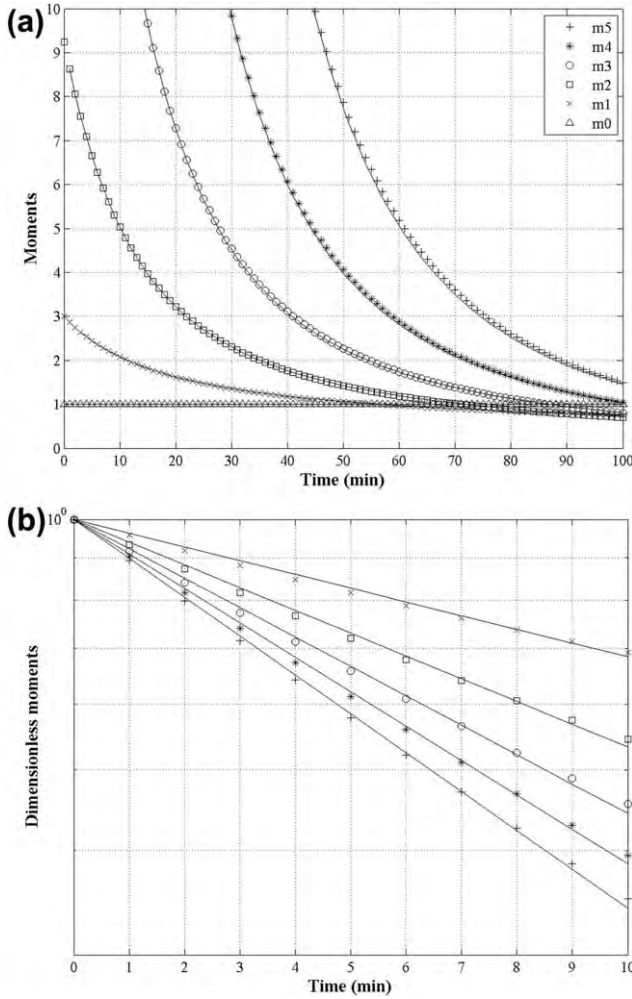 (a)
10
9
8
7
6
5
4
3
2
1
0
Moments
m5
m4
m3
m2
m1
m0
0 10 20 30 40 50 60 70 80 90 100
Time (min)
(b)
10⁰
Dimensionless moments
0 1 2 3 4 5 6 7 8 9 10
Time (min)